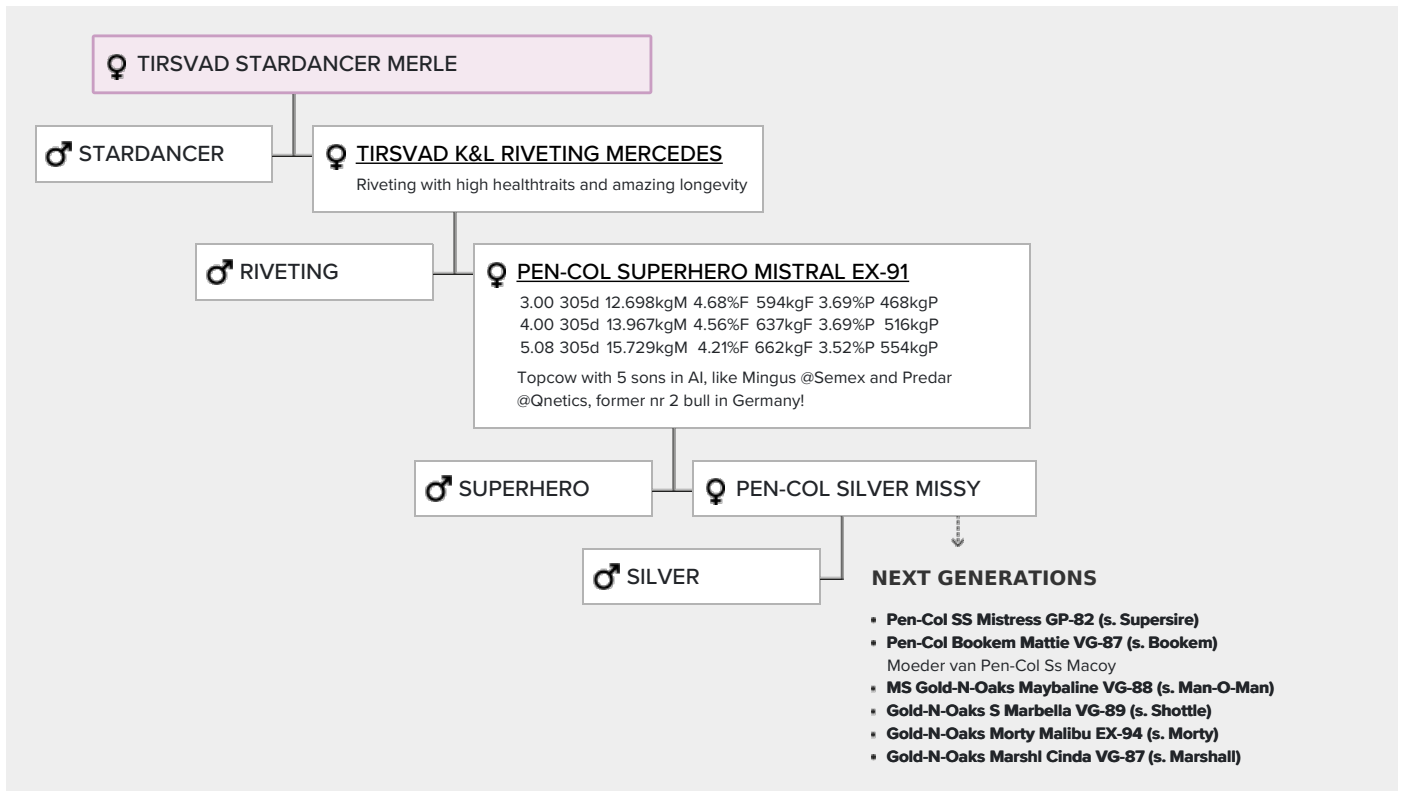 TIRSVAD STARDANCER MERLE
STARDANCER
TIRSVAD K&L RIVETING MERCEDES
Riveting with high healthtraits and amazing longevity
RIVETING
PEN-COL SUPERHERO MISTRAL EX-91
3.00 305d 12.698kgM 4.68%F 594kgF 3.69%P 468kgP
4.00 305d 13.967kgM 4.56%F 637kgF 3.69%P 516kgP
5.08 305d 15.729kgM 4.21%F 662kgF 3.52%P 554kgP
Topcow with 5 sons in AI, like Mingus @Semex and Predar
@Qnetics, former nr 2 bull in Germany!
SUPERHERO
PEN-COL SILVER MISSY
SILVER
NEXT GENERATIONS
Pen-Col SS Mistress GP-82 (s. Supersire)
Pen-Col Bookem Mattie VG-87 (s. Bookem)
Moeder van Pen-Col Ss Macoy
MS Gold-N-Oaks Maybaline VG-88 (s. Man-O-Man)
Gold-N-Oaks S Marbella VG-89 (s. Shottle)
Gold-N-Oaks Morty Malibu EX-94 (s. Morty)
Gold-N-Oaks Marshl Cinda VG-87 (s. Marshall)